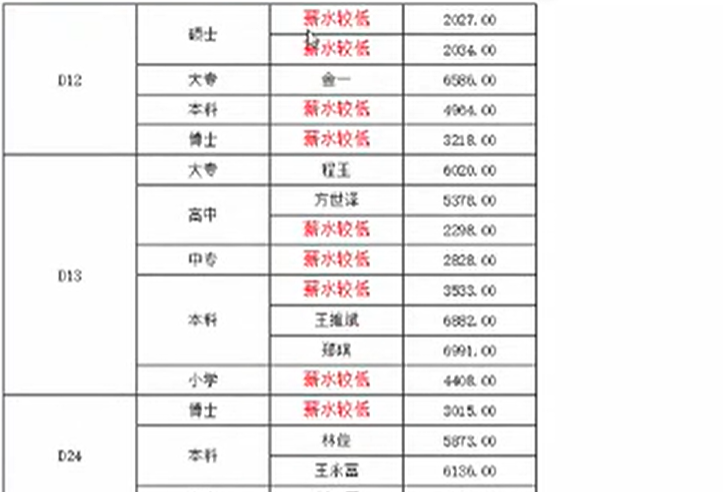 D12
硕士
薪水较低
2027.00
薪水较低
2034.00
大专
金一
6586.00
本科
薪水较低
4964.00
博士
薪水较低
3218.00
D13
大专
程玉
6020.00
高中
方世泽
5378.00
薪水较低
2298.00
中专
薪水较低
2828.00
本科
薪水较低
3533.00
王维斌
6882.00
郑琪
6991.00
小学
薪水较低
4408.00
D24
博士
薪水较低
3015.00
本科
5873.00
王永富
6136.00